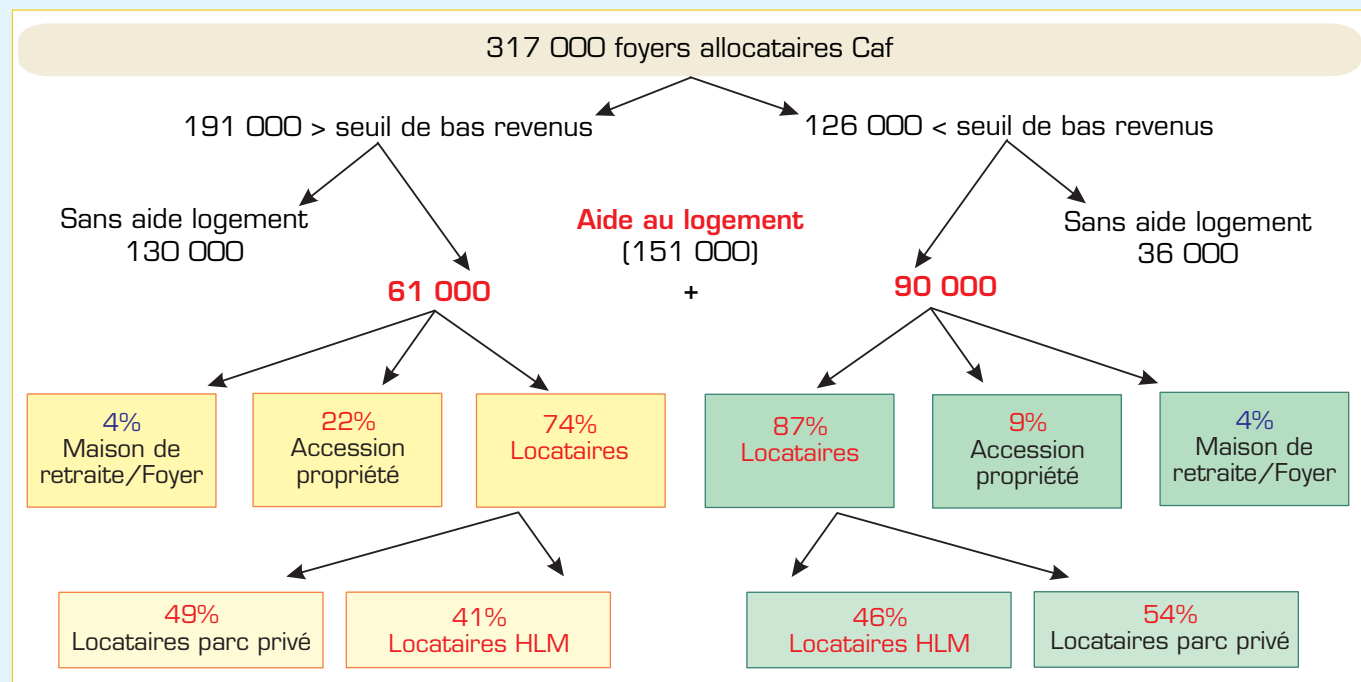 317 000 foyers allocataires Caf
191 000 > seuil de bas revenus
126 000 < seuil de bas revenus
Sans aide logement
130 000
Aide au logement
(151 000)
Sans aide logement
36 000
61 000
+
90 000
4%
Maison de
retraite/Foyer
22%
Accession
propriété
74%
Locataires
87%
Locataires
9%
Accession
propriété
4%
Maison de
retraite/Foyer
49%
Locataires parc privé
41%
Locataires HLM
46%
Locataires HLM
54%
Locataires parc privé